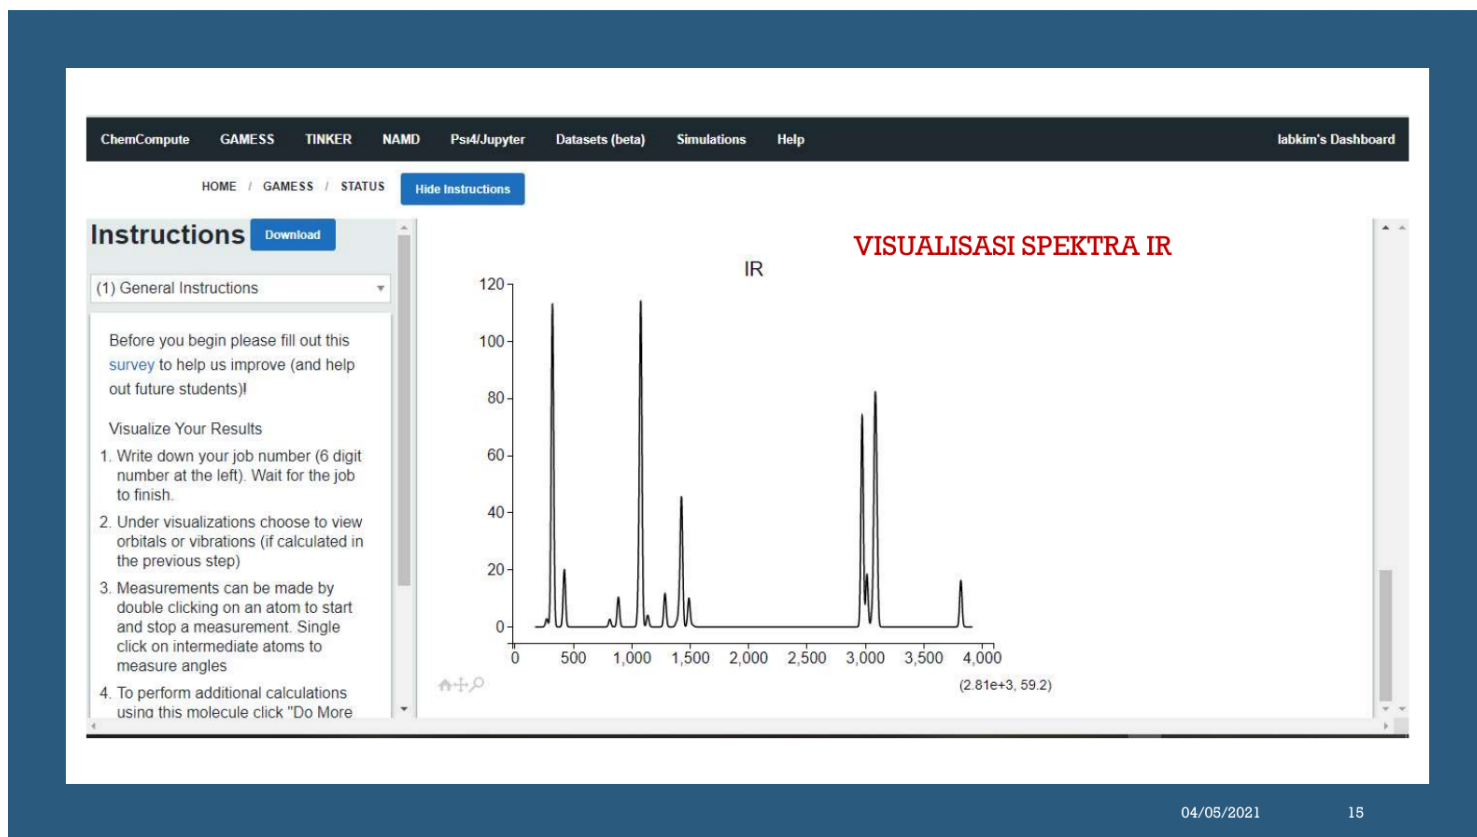 ChemCompute GAMESS TINKER NAMD Psi4/Jupyter Datasets (beta) Simulations Help labkim's Dashboard
HOME / GAMESS / STATUS Hide Instructions
Instructions Download
(1) General Instructions
Before you begin please fill out this
survey to help us improve (and help
out future students)!
Visualize Your Results
1. Write down your job number (6 digit
number at the left). Wait for the job
to finish.
2. Under visualizations choose to view
orbitals or vibrations (if calculated in
the previous step)
3. Measurements can be made by
double clicking on an atom to start
and stop a measurement. Single
click on intermediate atoms to
measure angles
4. To perform additional calculations
using this molecule click "Do More
VISUALISASI SPEKTRA IR
IR
120
100
80
60
40
20
0
0 500 1,000 1,500 2,000 2,500 3,000 3,500 4,000
(2.81e+3, 59.2)
04/05/2021 15